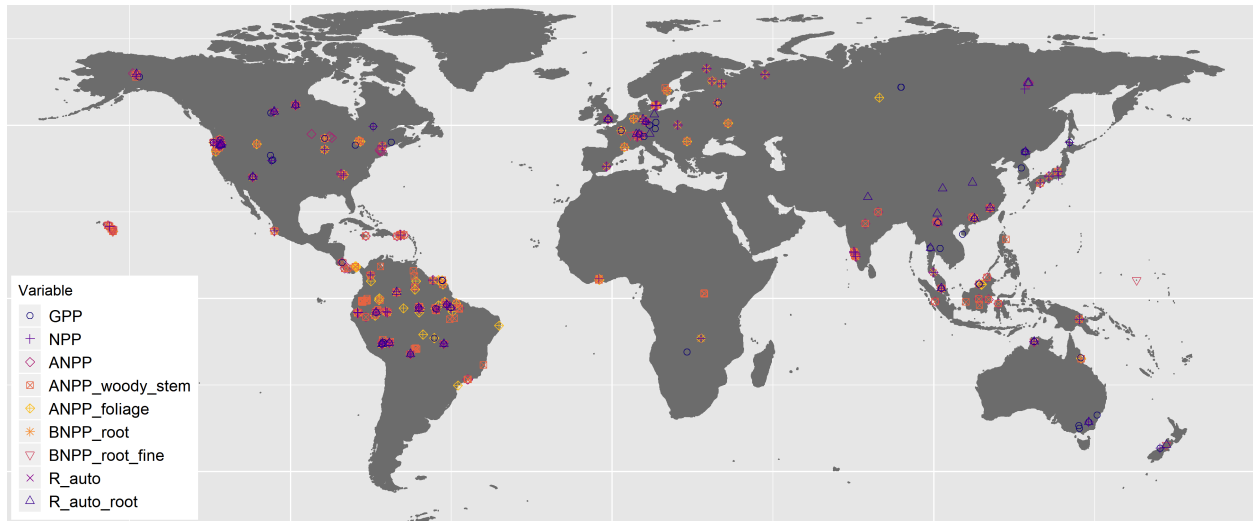 Variable
GPP
NPP
ANPP
ANPP_woody_stem
ANPP_foliage
BNPP_root
BNPP_root_fine
R_auto
R_auto_root